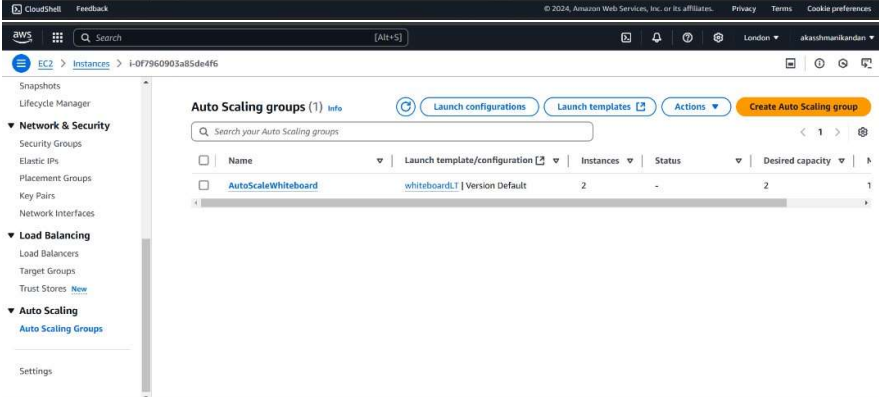 CloudShell Feedback © 2024, Amazon Web Services, Inc. or its affiliates. Privacy Terms Cookie preferences
aws Search [Alt+S] London ▼ akasshmanikandan ▼
EC2 > Instances > i-0f7960903a85de4f6
Snapshots
Lifecycle Manager
▼ Network & Security
Security Groups
Elastic IPs
Placement Groups
Key Pairs
Network Interfaces
▼ Load Balancing
Load Balancers
Target Groups
Trust Stores New
▼ Auto Scaling
Auto Scaling Groups
Settings
Auto Scaling groups (1) Info Launch configurations Launch templates Actions ▼ Create Auto Scaling group
Search your Auto Scaling groups < 1 >
Name Launch template/configuration Instances Status Desired capacity
AutoScaleWhiteboard whiteboardLT | Version Default 2 - 2 1